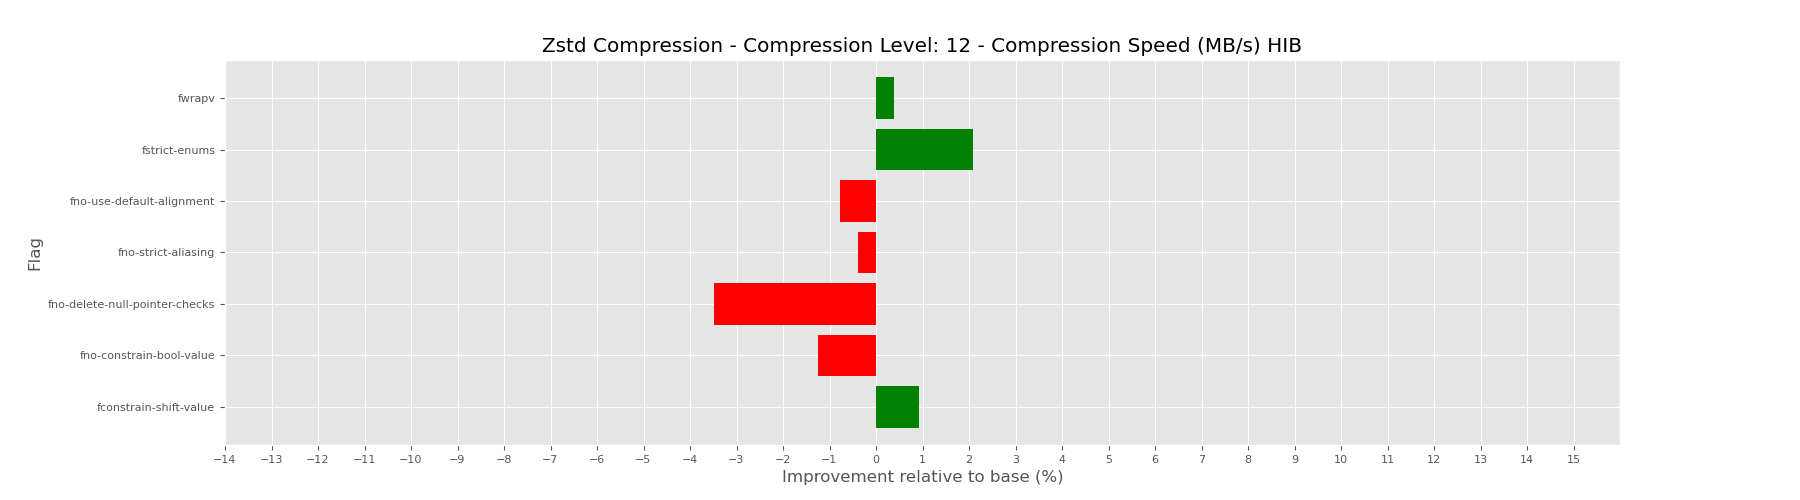 Zstd Compression - Compression Level: 12 - Compression Speed (MB/s) HIB
Flag
fwrapv
fstrict-enums
fno-use-default-alignment
fno-strict-aliasing
fno-delete-null-pointer-checks
fno-constrain-bool-value
fconstrain-shift-value
−14 −13 −12 −11 −10 −9 −8 −7 −6 −5 −4 −3 −2 −1 0 1 2 3 4 5 6 7 8 9 10 11 12 13 14 15
Improvement relative to base (%)